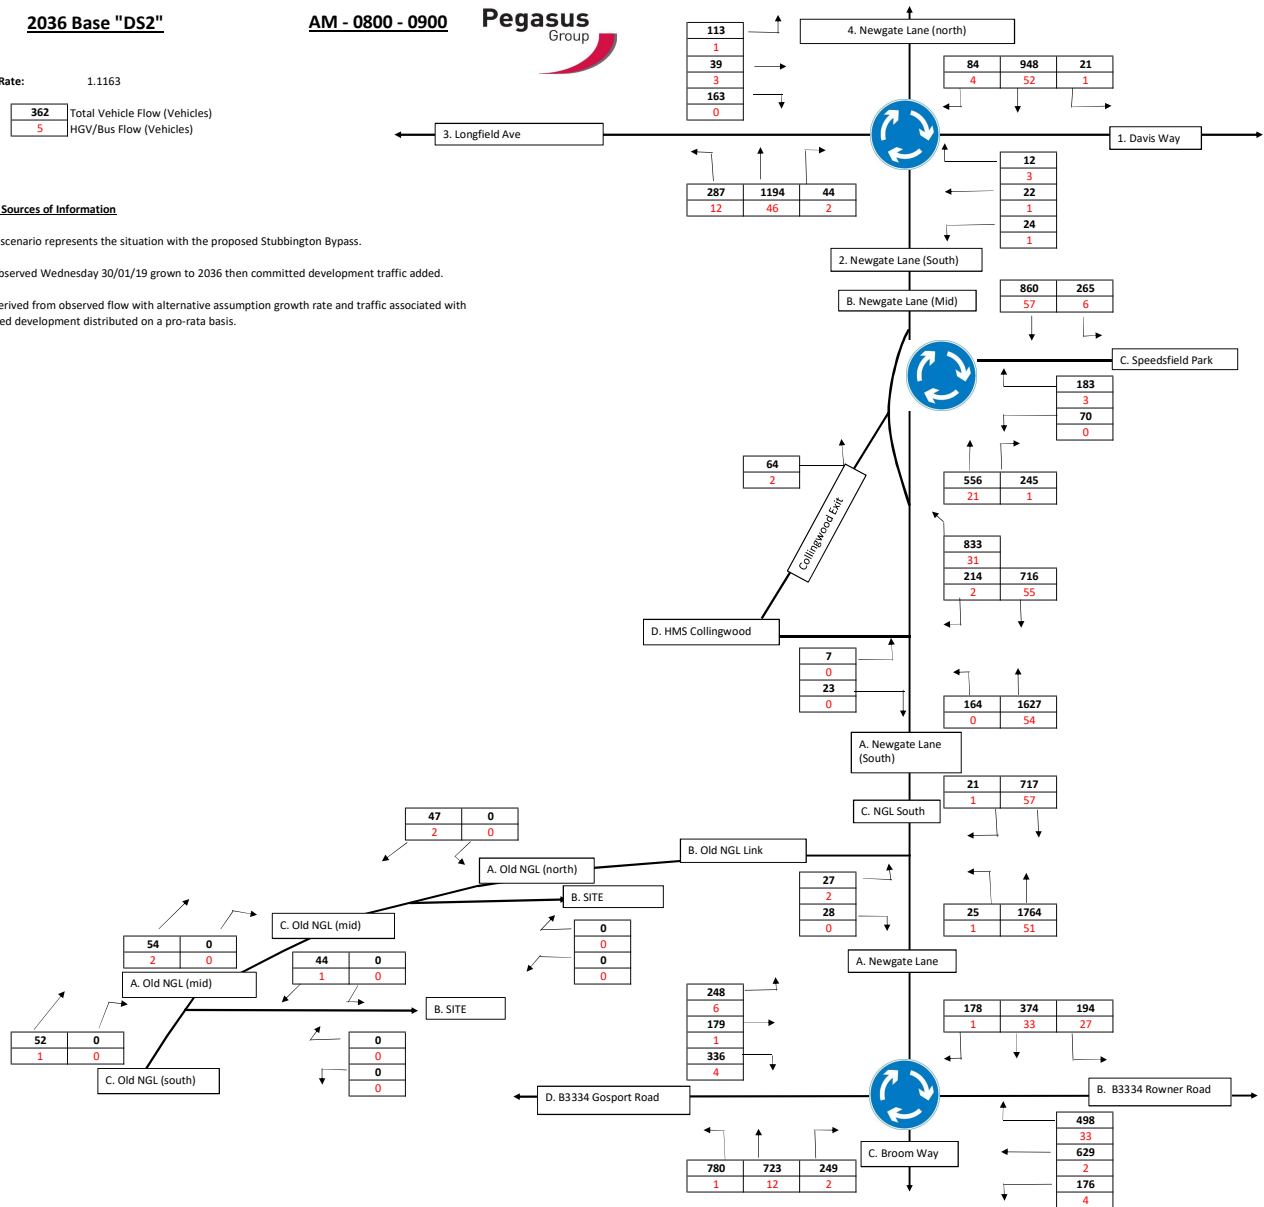 2036 Base "DS2"
AM - 0800 - 0900
Pegasus
Group
Rate: 1.1163
362 Total Vehicle Flow (Vehicles)
5 HGV/Bus Flow (Vehicles)
Sources of Information
scenario represents the situation with the proposed Stubbington Bypass.
bserved Wednesday 30/01/19 grown to 2036 then committed development traffic added.
erived from observed flow with alternative assumption growth rate and traffic associated with
ed development distributed on a pro-rata basis.
113
1
39
3
163
0
4. Newgate Lane (north)
84 948 21
4 52 1
3. Longfield Ave
1. Davis Way
287 1194 44
12 46 2
12
3
22
1
24
1
2. Newgate Lane (South)
B. Newgate Lane (Mid)
860 265
57 6
C. Speedsfield Park
183
3
70
0
64
2
556 245
21 1
Collingwood Exit
833
31
214 716
2 55
D. HMS Collingwood
7
0
23
0
164 1627
0 54
A. Newgate Lane
(South)
21 717
1 57
C. NGL South
47 0
2 0
B. Old NGL Link
A. Old NGL (north)
27
2
28
0
25 1764
1 51
B. SITE
C. Old NGL (mid)
54 0
2 0
0
0
0
0
44 0
1 0
A. Newgate Lane
A. Old NGL (mid)
B. SITE
52 0
1 0
0
0
0
0
C. Old NGL (south)
248
6
179
1
336
4
178 374 194
1 33 27
D. B3334 Gosport Road
B. B3334 Rowner Road
780 723 249
1 12 2
C. Broom Way
498
33
629
2
176
4